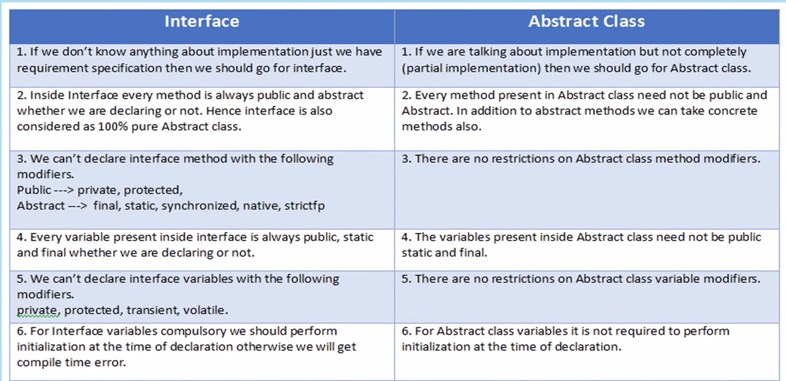 Interface
Abstract Class
1. If we don't know anything about implementation just we have
requirement specification then we should go for interface.
1. If we are talking about implementation but not completely
(partial implementation) then we should go for Abstract class.
2. Inside Interface every method is always public and abstract
whether we are declaring or not. Hence interface is also
considered as 100% pure Abstract class.
2. Every method present in Abstract class need not be public and
Abstract. In addition to abstract methods we can take concrete
methods also.
3. We can't declare interface method with the following
modifiers.
Public ---> private, protected,
Abstract ---> final, static, synchronized, native, strictfp
3. There are no restrictions on Abstract class method modifiers.
4. Every variable present inside interface is always public, static
and final whether we are declaring or not.
4. The variables present inside Abstract class need not be public
static and final.
5. We can't declare interface variables with the following
modifiers.
private, protected, transient, volatile.
5. There are no restrictions on Abstract class variable modifiers.
6. For Interface variables compulsory we should perform
initialization at the time of declaration otherwise we will get
compile time error.
6. For Abstract class variables it is not required to perform
initialization at the time of declaration.